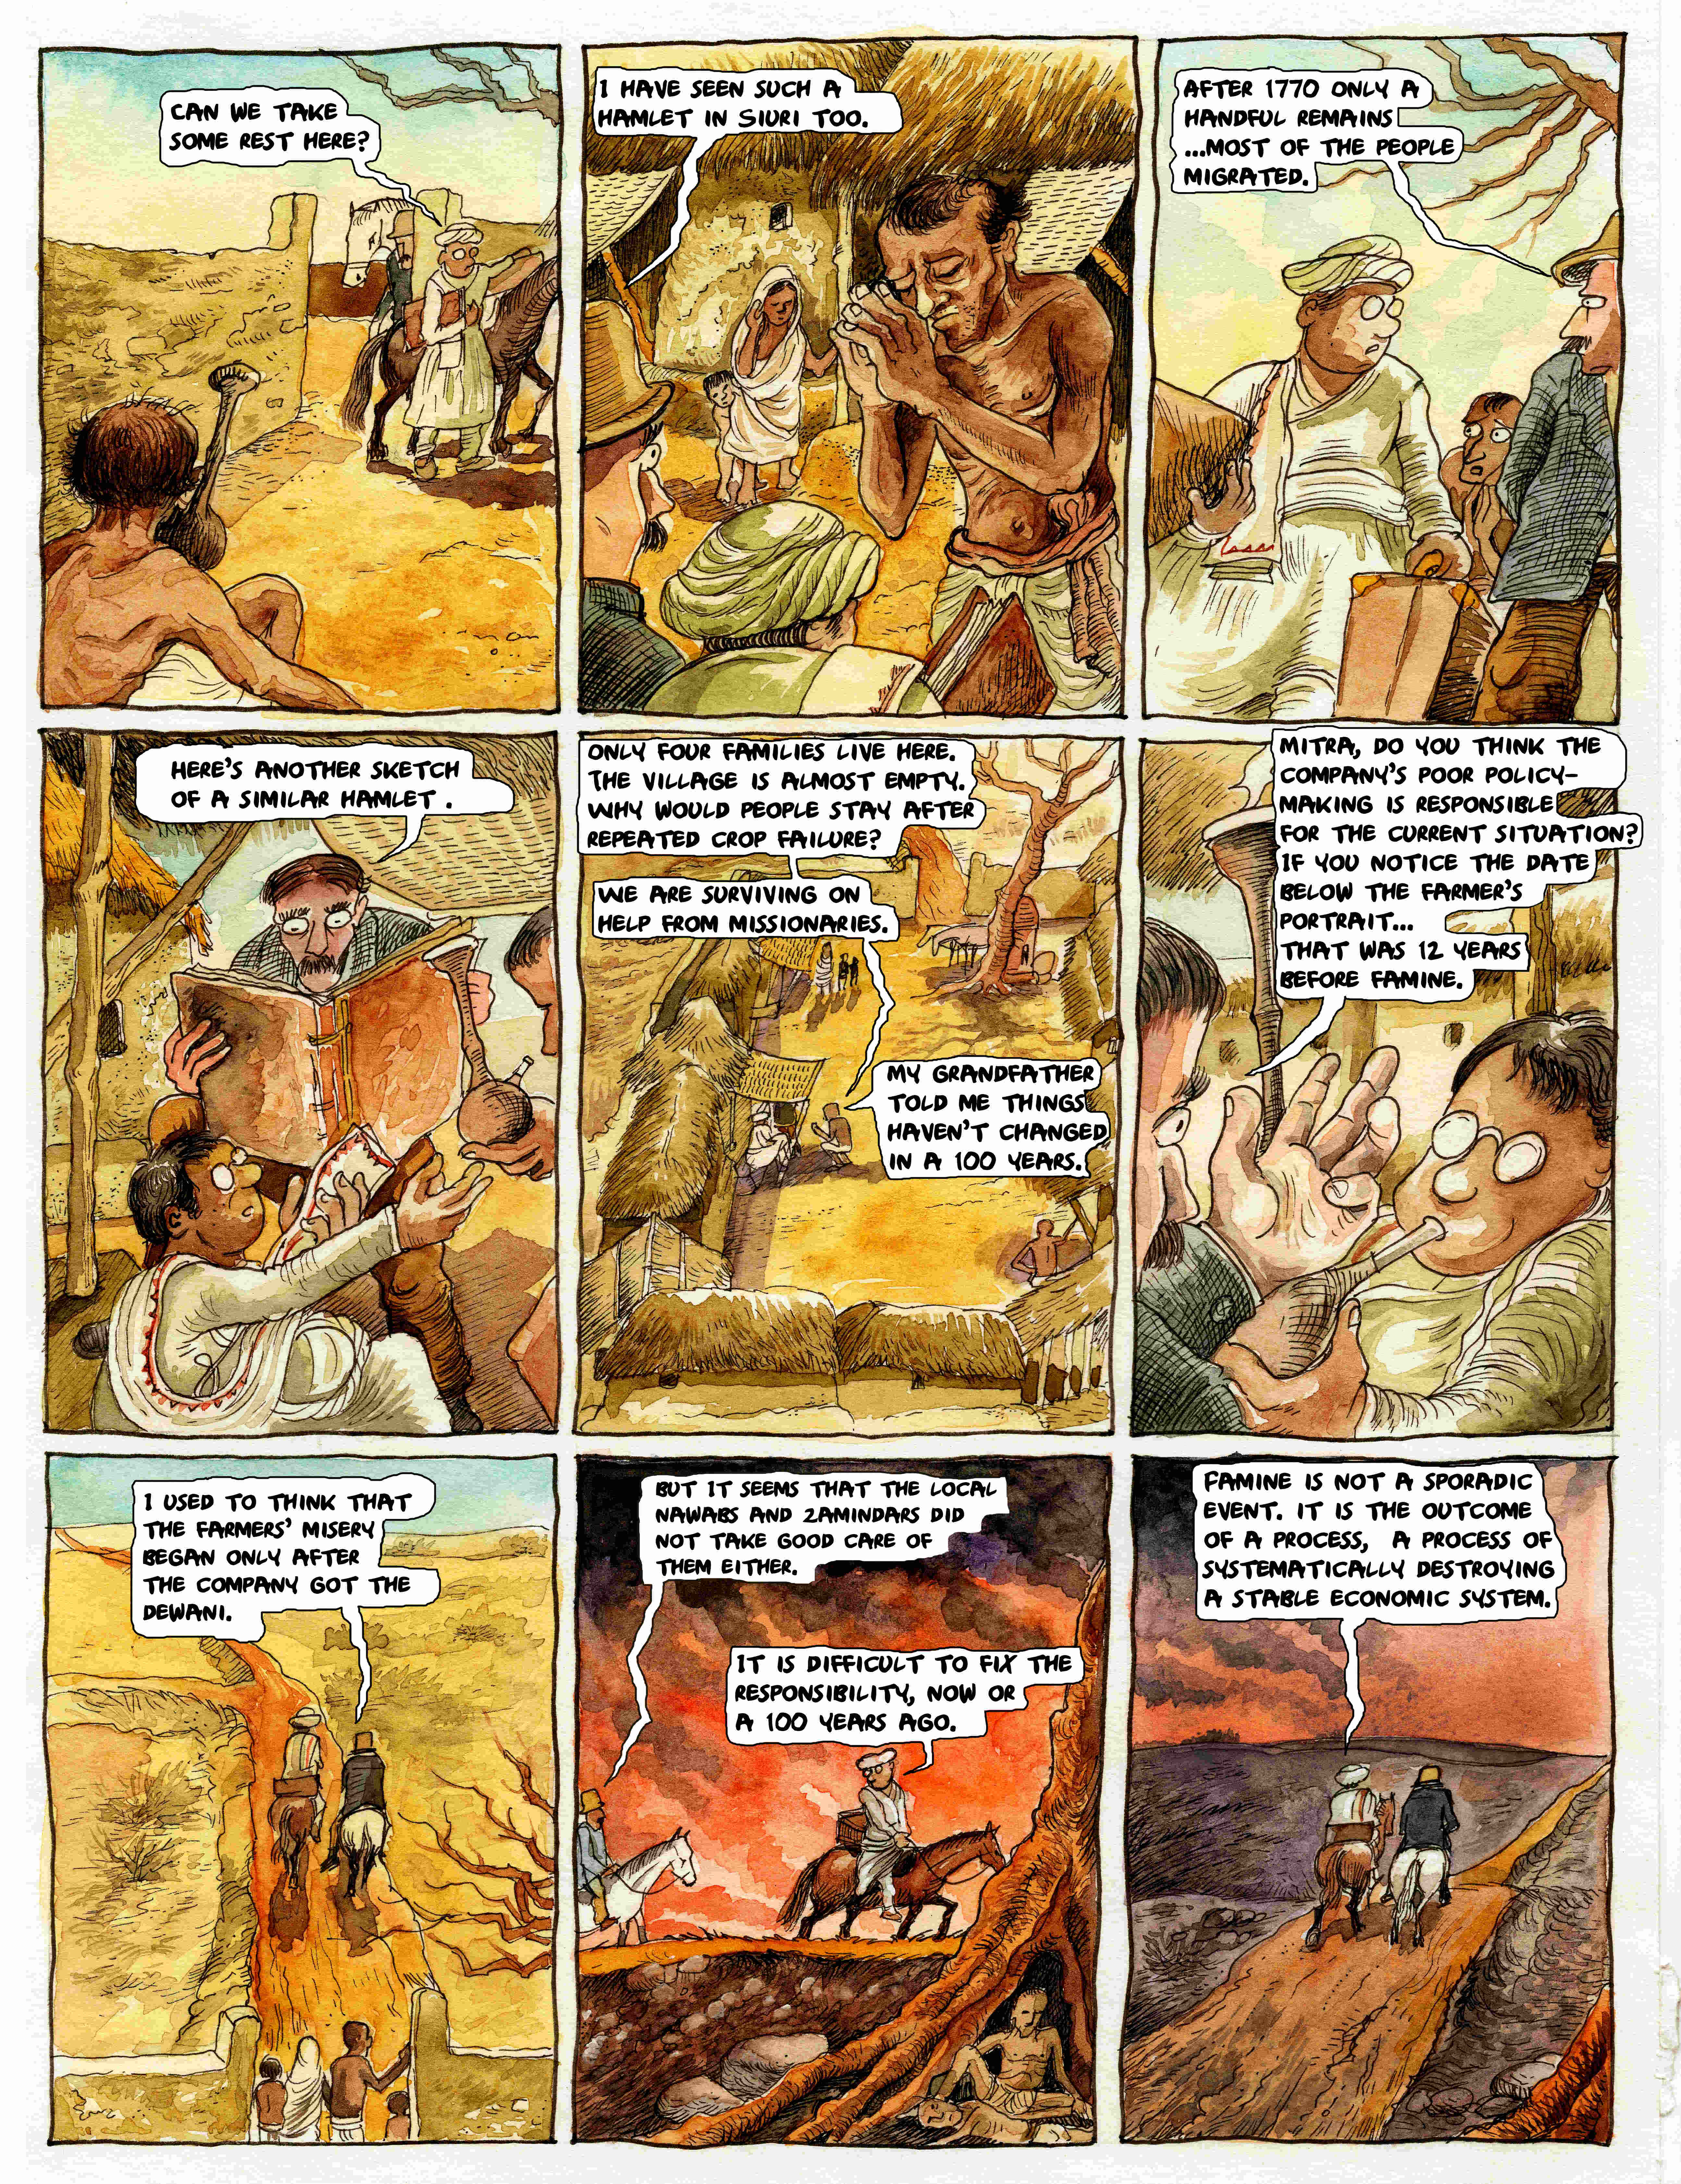 CAN WE TAKE
SOME REST HERE?
I HAVE SEEN SUCH A
HAMLET IN SIURI TOO.
AFTER 1770 ONLY A
HANDFUL REMAINS
...MOST OF THE PEOPLE
MIGRATED.
HERE'S ANOTHER SKETCH
OF A SIMILAR HAMLET.
ONLY FOUR FAMILIES LIVE HERE.
THE VILLAGE IS ALMOST EMPTY.
WHY WOULD PEOPLE STAY AFTER
REPEATED CROP FAILURE?
WE ARE SURVIVING ON
HELP FROM MISSIONARIES.
MY GRANDFATHER
TOLD ME THINGS
HAVEN'T CHANGED
IN A 100 YEARS.
MITRA, DO YOU THINK THE
COMPANY'S POOR POLICY-
MAKING IS RESPONSIBLE
FOR THE CURRENT SITUATION?
IF YOU NOTICE THE DATE
BELOW THE FARMER'S
PORTRAIT...
THAT WAS 12 YEARS
BEFORE FAMINE.
I USED TO THINK THAT
THE FARMERS' MISERY
BEGAN ONLY AFTER
THE COMPANY GOT THE
DEWANI.
BUT IT SEEMS THAT THE LOCAL
NAWABS AND ZAMINDARS DID
NOT TAKE GOOD CARE OF
THEM EITHER.
IT IS DIFFICULT TO FIX THE
RESPONSIBILITY, NOW OR
A 100 YEARS AGO.
FAMINE IS NOT A SPORADIC
EVENT. IT IS THE OUTCOME
OF A PROCESS, A PROCESS OF
SYSTEMATICALLY DESTROYING
A STABLE ECONOMIC SYSTEM.